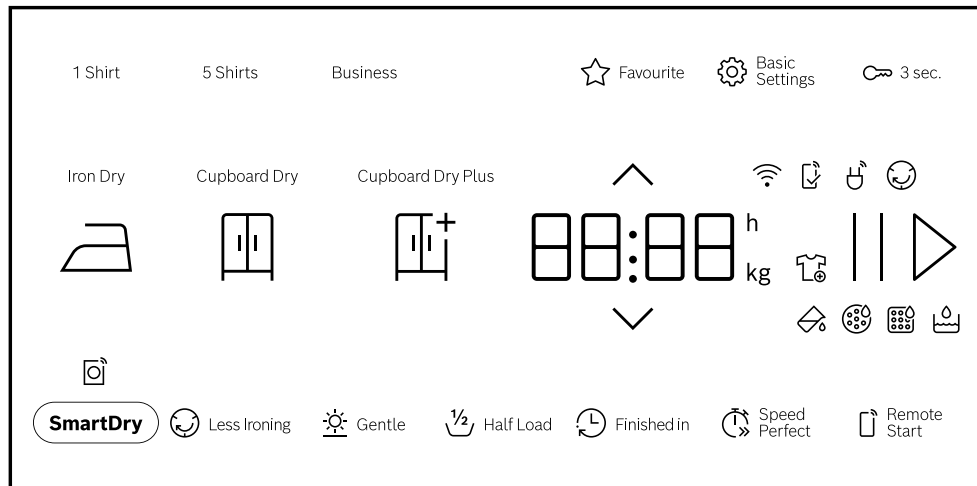 1 Shirt
5 Shirts
Business
Favourite
Basic
Settings
3 sec.
Iron Dry
Cupboard Dry
Cupboard Dry Plus
88:88
h
kg
SmartDry
Less Ironing
Gentle
½
Half Load
Finished in
Speed
Perfect
Remote
Start